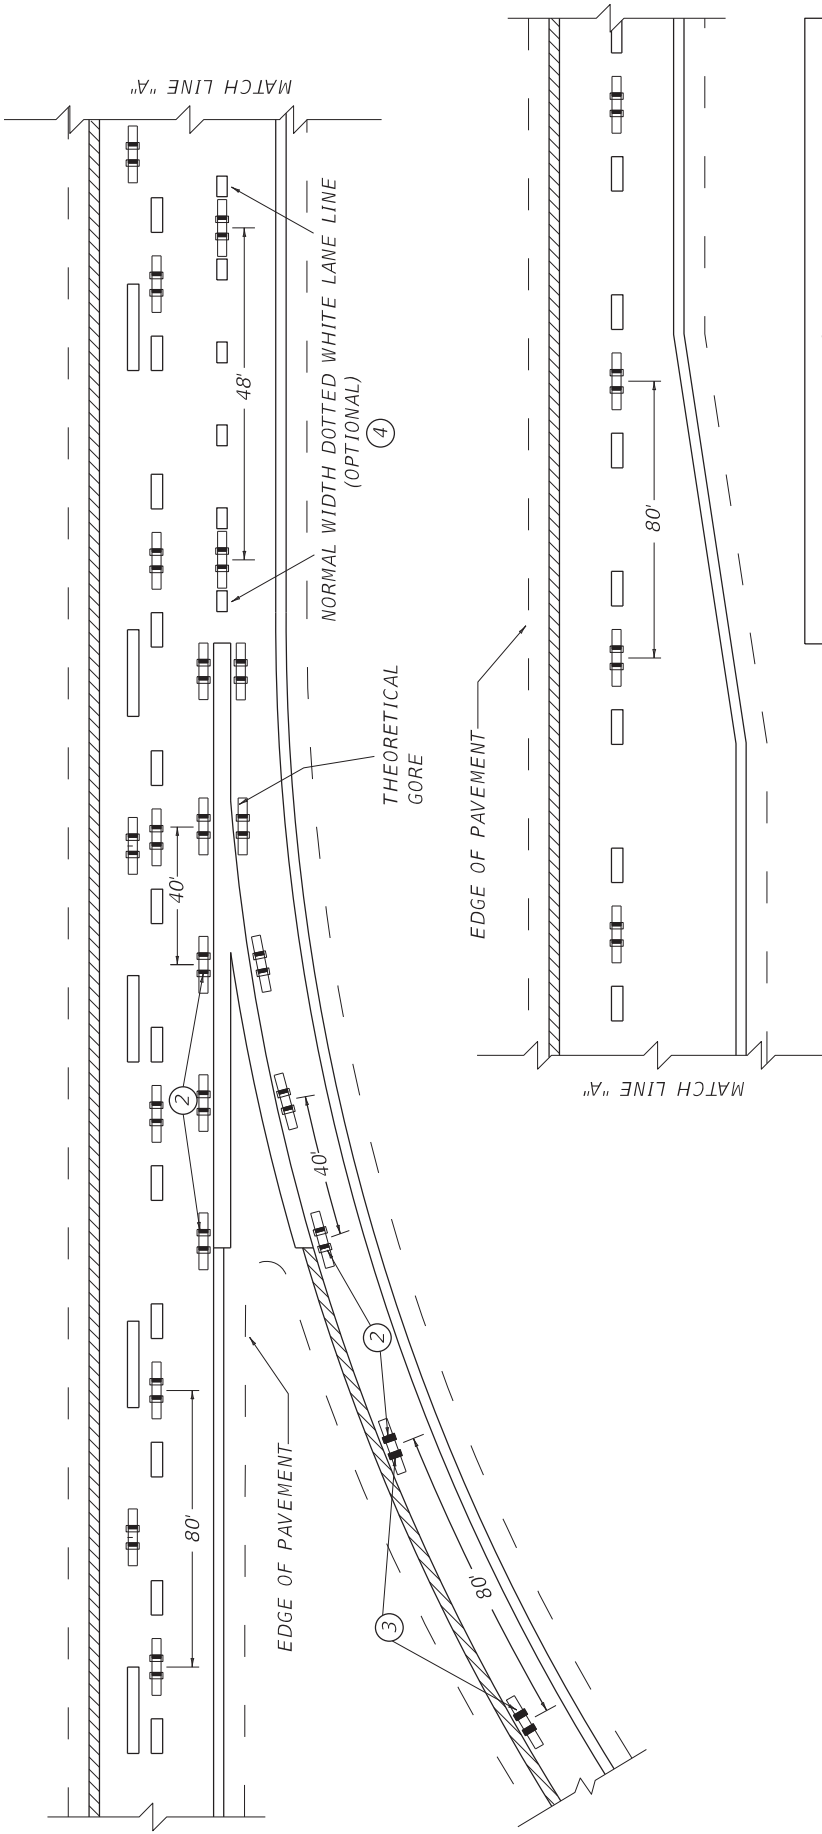 MATCH LINE "A"
48'
NORMAL WIDTH DOTTED WHITE LANE LINE
(OPTIONAL)
4
THEORETICAL
GORE
40'
2
40'
2
80'
EDGE OF PAVEMENT
3
80'
EDGE OF PAVEMENT
80'
MATCH LINE "A"